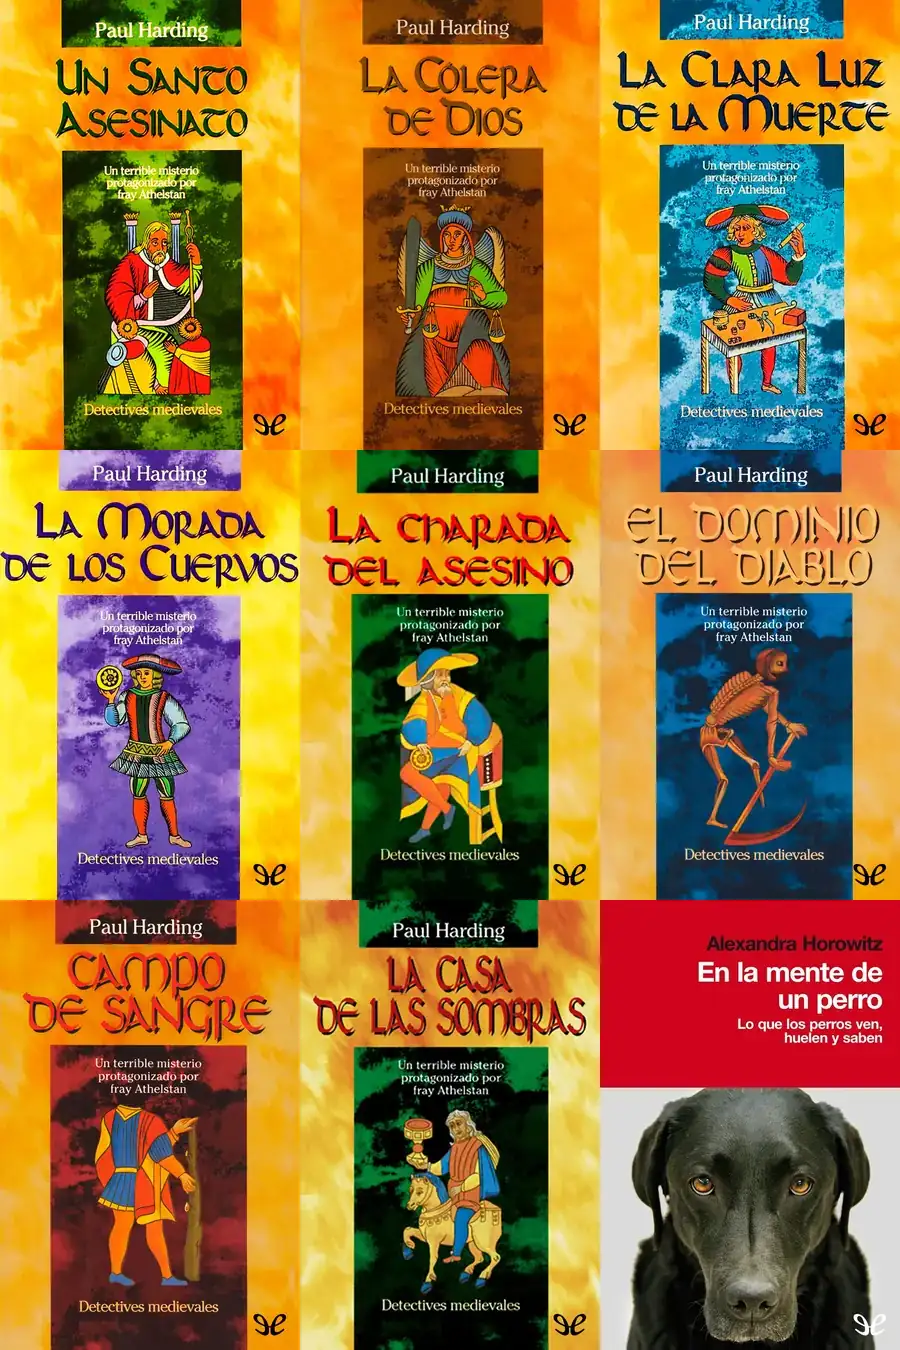 Paul Harding
Un Santo
Asesinato
Un terrible misterio
protagonizado por
fray Athelstan
Detectives medievales
Paul Harding
La Cólera
de Dios
Un terrible misterio
protagonizado por
fray Athelstan
Detectives medievales
Paul Harding
La Clara Luz
de la Muerte
Un terrible misterio
protagonizado por
fray Athelstan
Detectives medievales
Paul Harding
La Morada
de los Cuervos
Un terrible misterio
protagonizado por
fray Athelstan
Detectives medievales
Paul Harding
La charada
del asesino
Un terrible misterio
protagonizado por
fray Athelstan
Detectives medievales
Paul Harding
El dominio
del diablo
Un terrible misterio
protagonizado por
fray Athelstan
Detectives medievales
Paul Harding
Campo
de sangre
Un terrible misterio
protagonizado por
fray Athelstan
Detectives medievales
Paul Harding
La casa
de las sombras
Un terrible misterio
protagonizado por
fray Athelstan
Detectives medievales
Alexandra Horowitz
En la mente de
un perro
Lo que los perros ven,
huelen y saben